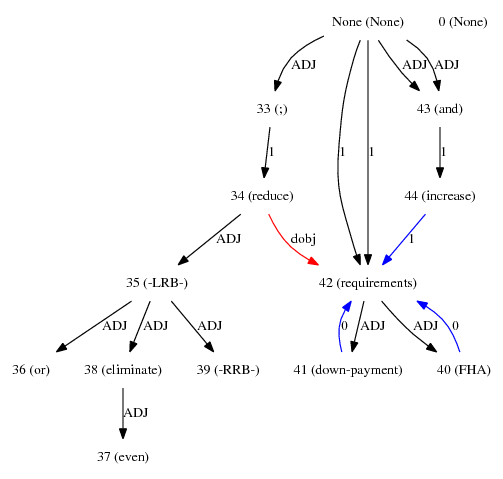 None (None) 0 (None)
ADJ ADJ ADJ
33 (;) 43 (and)
1 1 1 1
34 (reduce) 44 (increase)
ADJ dobj 1
35 (-LRB-) 42 (requirements)
ADJ ADJ ADJ 0 ADJ ADJ 0
36 (or) 38 (eliminate) 39 (-RRB-) 41 (down-payment) 40 (FHA)
ADJ
37 (even)